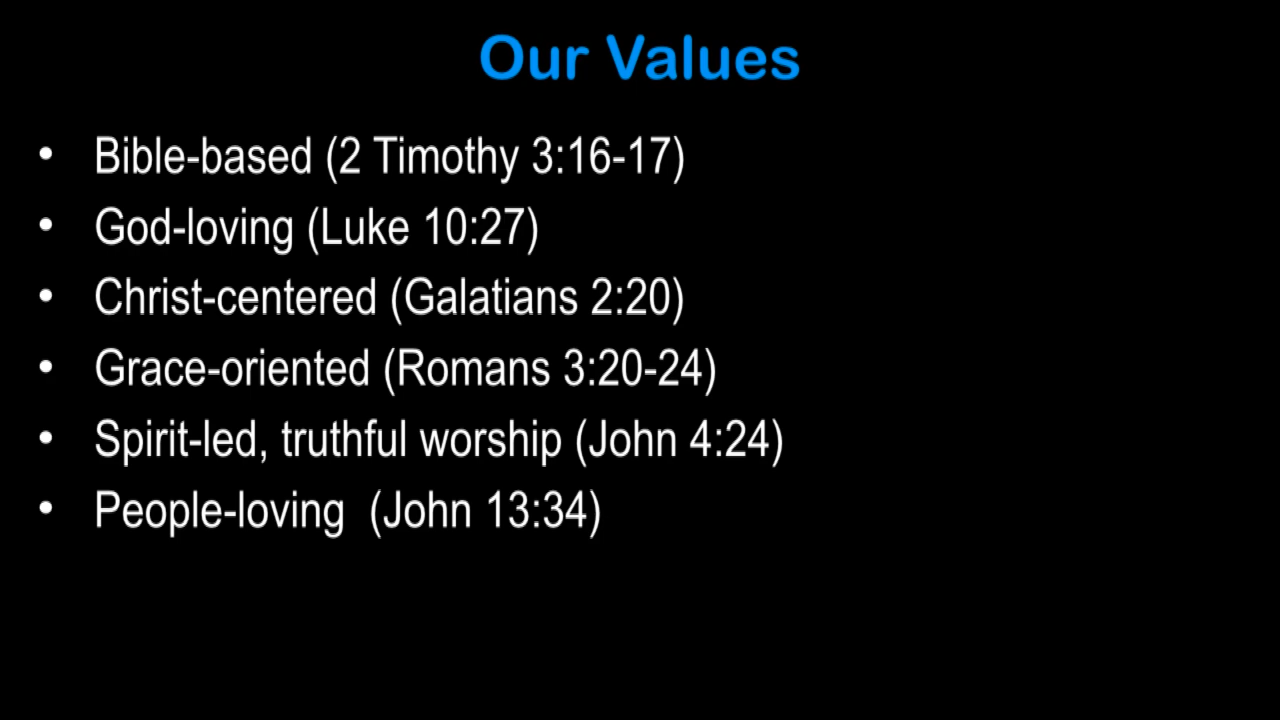 Our Values
• Bible-based (2 Timothy 3:16-17)
• God-loving (Luke 10:27)
• Christ-centered (Galatians 2:20)
• Grace-oriented (Romans 3:20-24)
• Spirit-led, truthful worship (John 4:24)
• People-loving  (John 13:34)